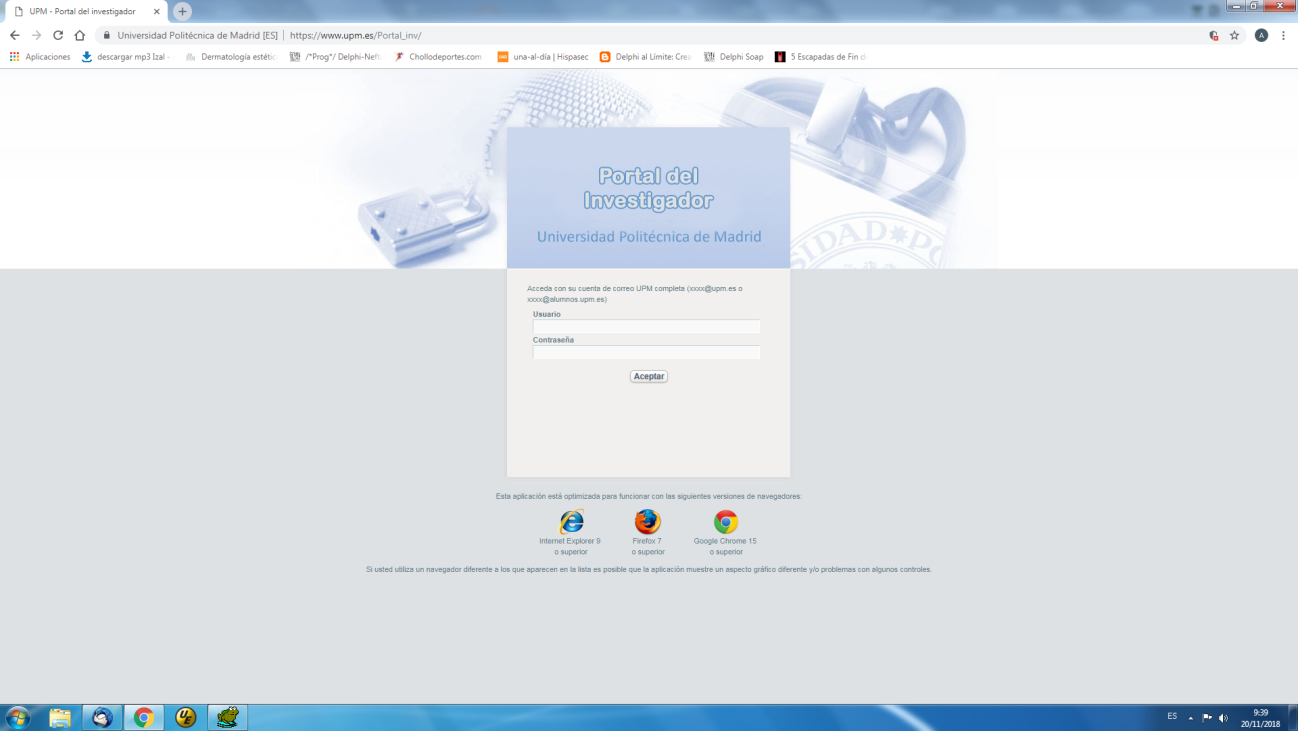 UPM - Portal del investigador
Universidad Politécnica de Madrid [ES] | https://www.upm.es/Portal_inv/
A
Aplicaciones descargar mp3 Izal - Dermatología estétic /*Prog*/ Delphi-Neft Chollodeportes.com una-al-día | Hispasec Delphi al Limite: Crea Delphi Soap 5 Escapadas de Fin d
Portal del
Investigador
Universidad Politécnica de Madrid
SIDAD*PO
Acceda con su cuenta de correo UPM completa (xxxx@upm.es o
xxxx@alumnos.upm.es)
Usuario
Contraseña
Aceptar
Esta aplicación está optimizada para funcionar con las siguientes versiones de navegadores:
Internet Explorer 9 Firefox 7 Google Chrome 15
o superior o superior o superior
Si usted utiliza un navegador diferente a los que aparecen en la lista es posible que la aplicación muestre un aspecto gráfico diferente y/o problemas con algunos controles.
UE
ES 9:39
20/11/2018